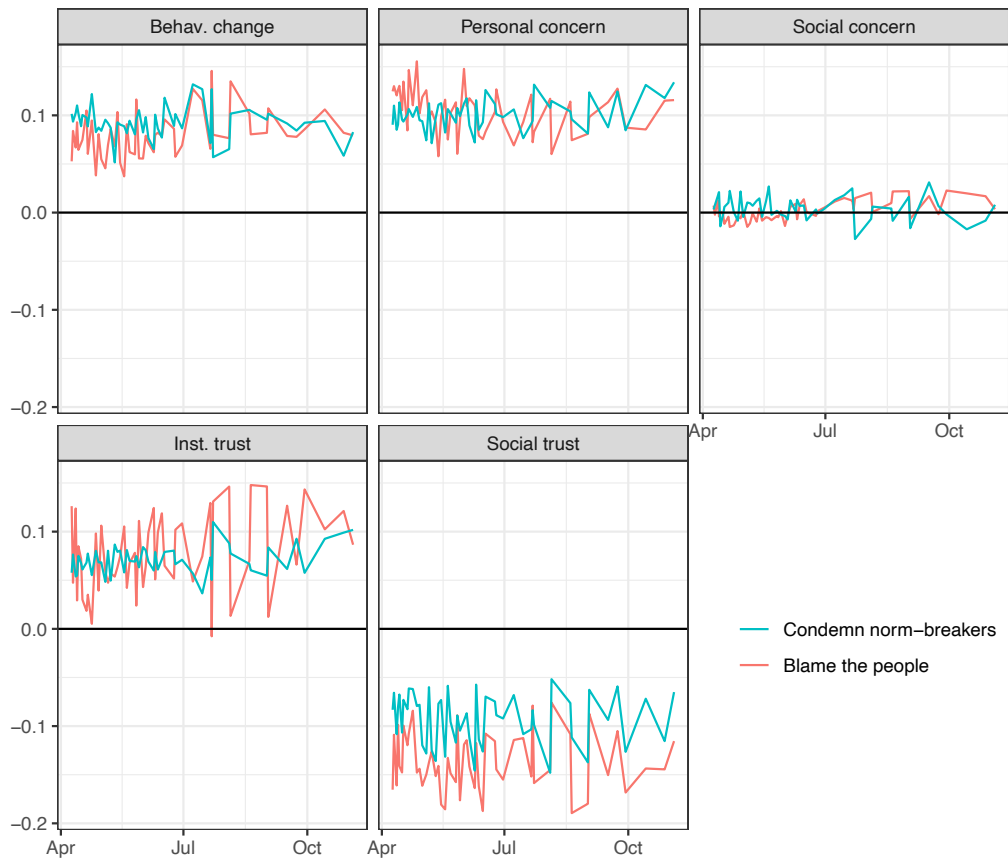 Behav. change
Personal concern
Social concern
0.1
0.0
−0.1
−0.2
Apr
Jul
Oct
Inst. trust
Social trust
0.1
0.0
−0.1
−0.2
Apr
Jul
Oct
Apr
Jul
Oct
Condemn norm−breakers
Blame the people